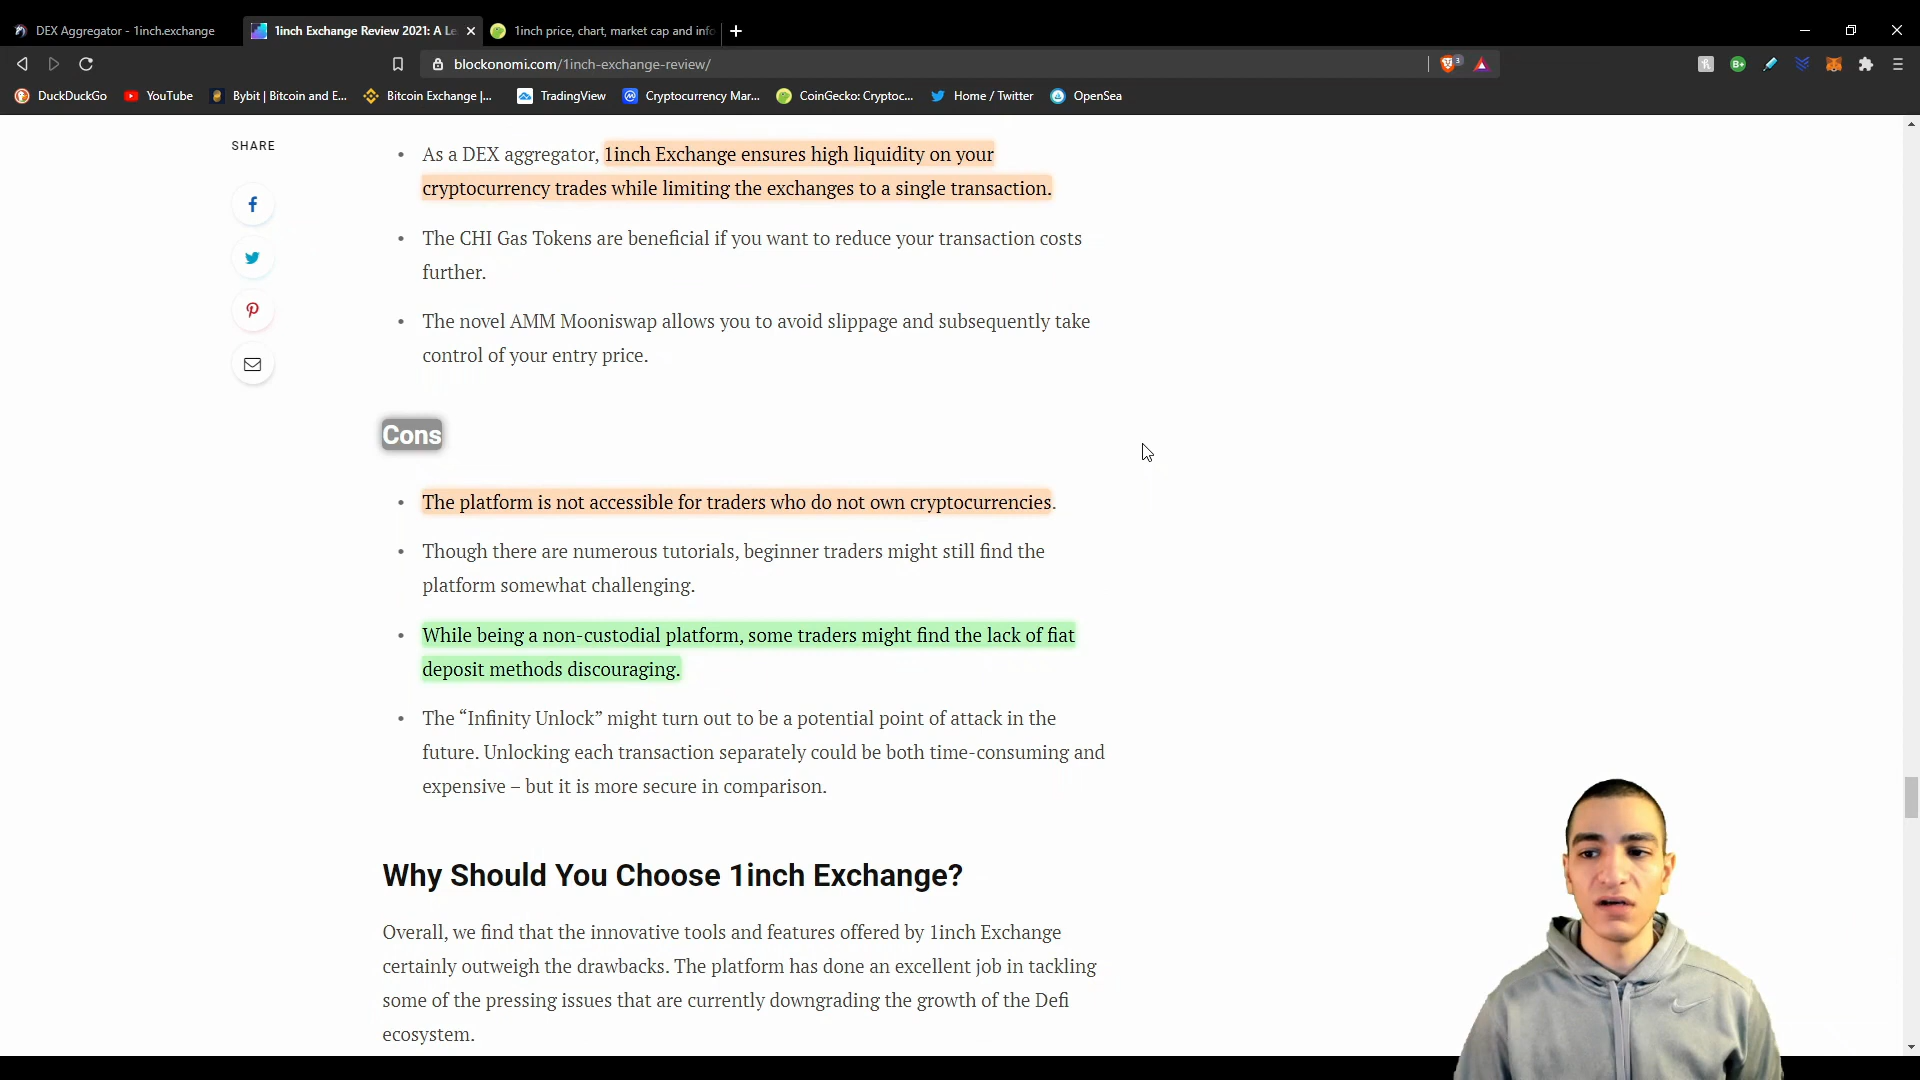 DEX Aggregator - 1inch.exchange
1inch Exchange Review 2021: A Le
1inch price, chart, market cap and info
blockonomi.com/1inch-exchange-review/
3
DuckDuckGo
YouTube
Bybit | Bitcoin and E...
Bitcoin Exchange |...
TradingView
Cryptocurrency Mar...
CoinGecko: Cryptoc...
Home / Twitter
OpenSea
SHARE
• As a DEX aggregator, 1inch Exchange ensures high liquidity on your
cryptocurrency trades while limiting the exchanges to a single transaction.
• The CHI Gas Tokens are beneficial if you want to reduce your transaction costs
further.
• The novel AMM Mooniswap allows you to avoid slippage and subsequently take
control of your entry price.
Cons
• The platform is not accessible for traders who do not own cryptocurrencies.
• Though there are numerous tutorials, beginner traders might still find the
platform somewhat challenging.
• While being a non-custodial platform, some traders might find the lack of fiat
deposit methods discouraging.
• The “Infinity Unlock” might turn out to be a potential point of attack in the
future. Unlocking each transaction separately could be both time-consuming and
expensive – but it is more secure in comparison.
Why Should You Choose 1inch Exchange?
Overall, we find that the innovative tools and features offered by 1inch Exchange
certainly outweigh the drawbacks. The platform has done an excellent job in tackling
some of the pressing issues that are currently downgrading the growth of the Defi
ecosystem.